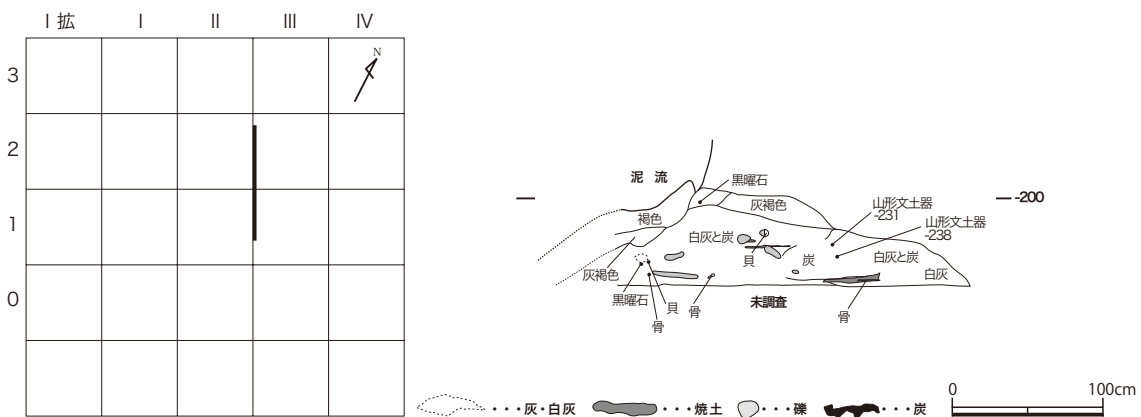 I 拡 I II III IV
N
3
2
1
0
泥 流
黒曜石
灰褐色
-200
山形文土器
-231
山形文土器
-238
褐色
白灰と炭
貝
炭
白灰と炭
白灰
灰褐色
黒曜石
貝
骨
骨
未調査
骨
・・・灰・白灰 ・・・焼土 ・・・礫 ・・・炭
0 100cm